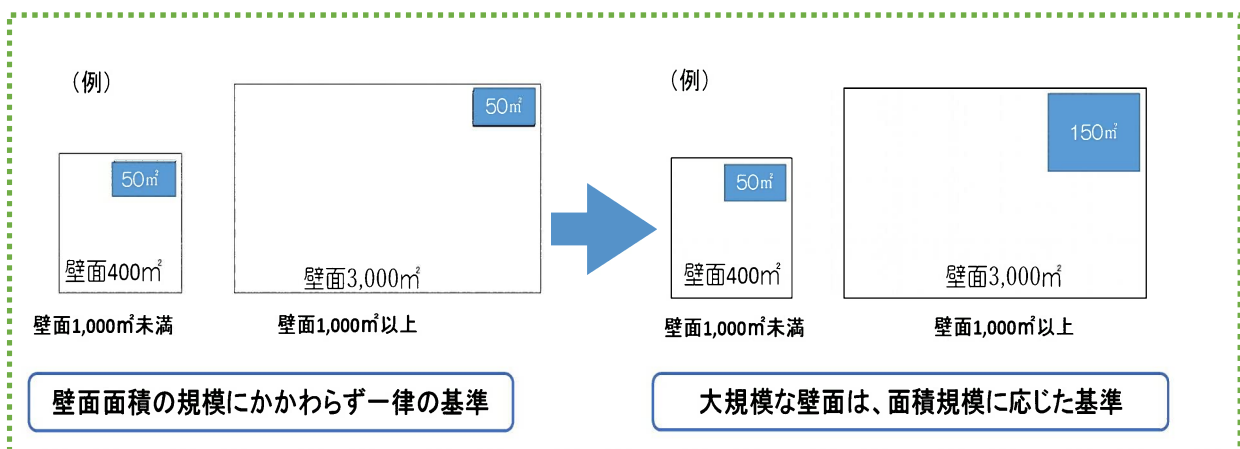 （例）
50㎡
壁面400㎡
壁面1,000㎡未満
50㎡
壁面3,000㎡
壁面1,000㎡以上
壁面面積の規模にかかわらず一律の基準
（例）
50㎡
壁面400㎡
壁面1,000㎡未満
150㎡
壁面3,000㎡
壁面1,000㎡以上
大規模な壁面は、面積規模に応じた基準